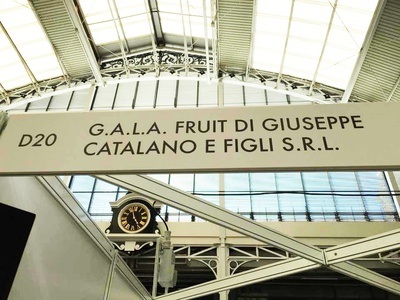 D20
G.A.L.A. FRUIT DI GIUSEPPE
CATALANO E FIGLI S.R.L.